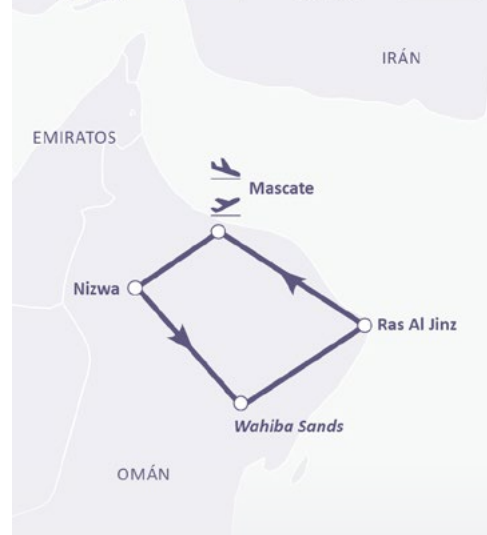 IRÁN
EMIRATOS
Mascate
Nizwa
Ras Al Jinz
Wahiba Sands
OMÁN